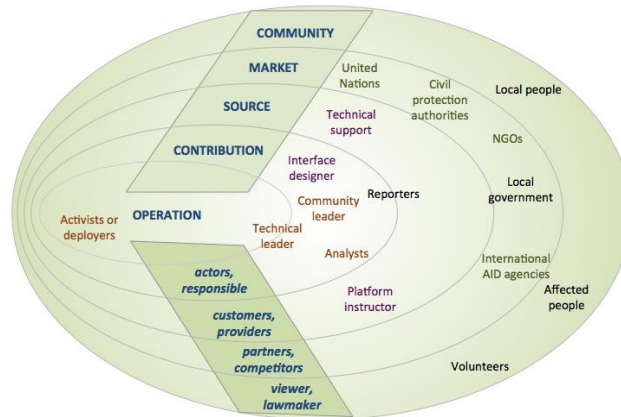 COMMUNITY
MARKET
SOURCE
CONTRIBUTION
OPERATION
Activists or
deployers
United
Nations
Civil
protection
authorities
Local people
Technical
support
NGOs
Interface
designer
Reporters
Local
government
Community
leader
Technical
leader
Analysts
International
AID agencies
Affected
people
Platform
instructor
Volunteers
actors,
responsible
customers,
providers
partners,
competitors
viewer,
lawmaker